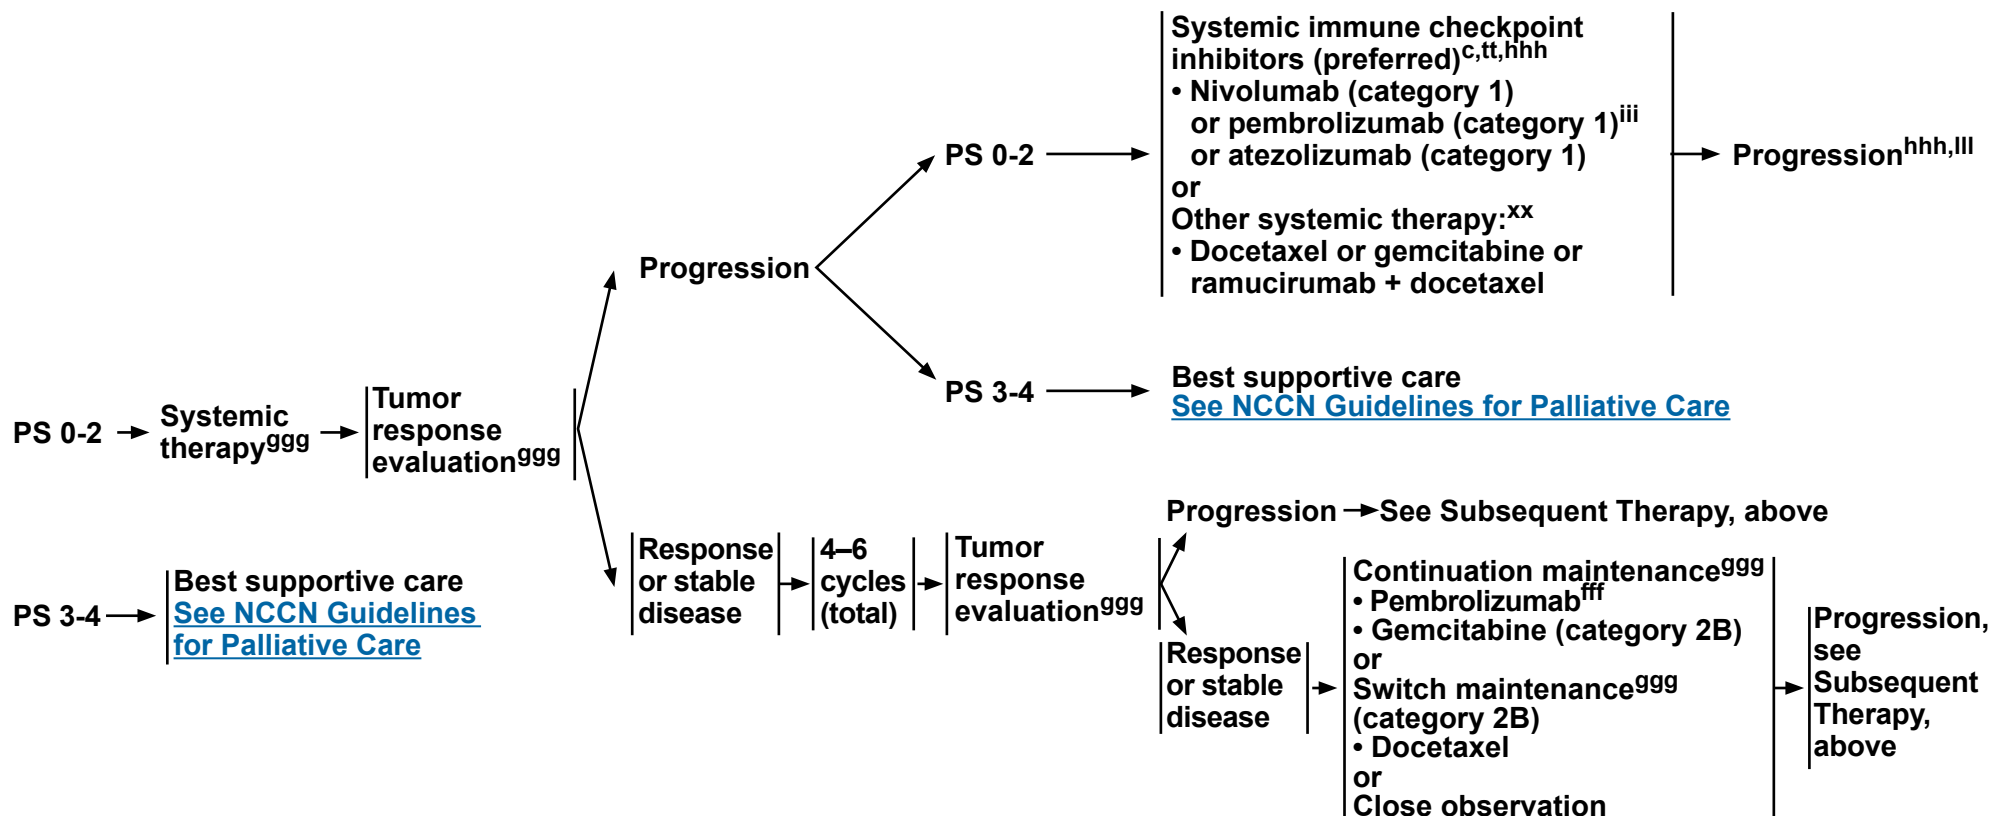 Systemic immune checkpoint
inhibitors (preferred)c,tt,hhh
• Nivolumab (category 1)
or pembrolizumab (category 1)iii
or atezolizumab (category 1)
or
Other systemic therapy:xx
• Docetaxel or gemcitabine or
ramucirumab + docetaxel
PS 0-2
Progressionhhh,lll
Progression
PS 3-4
Best supportive care
See NCCN Guidelines for Palliative Care
PS 0-2
Systemic
therapyggg
Tumor
response
evaluationggg
Progression
See Subsequent Therapy, above
Response
or stable
disease
4–6
cycles
(total)
Tumor
response
evaluationggg
PS 3-4
Best supportive care
See NCCN Guidelines
for Palliative Care
Response
or stable
disease
Continuation maintenanceggg
• Pembrolizumabfff
• Gemcitabine (category 2B)
or
Switch maintenanceggg
(category 2B)
• Docetaxel
or
Close observation
Progression,
see
Subsequent
Therapy,
above